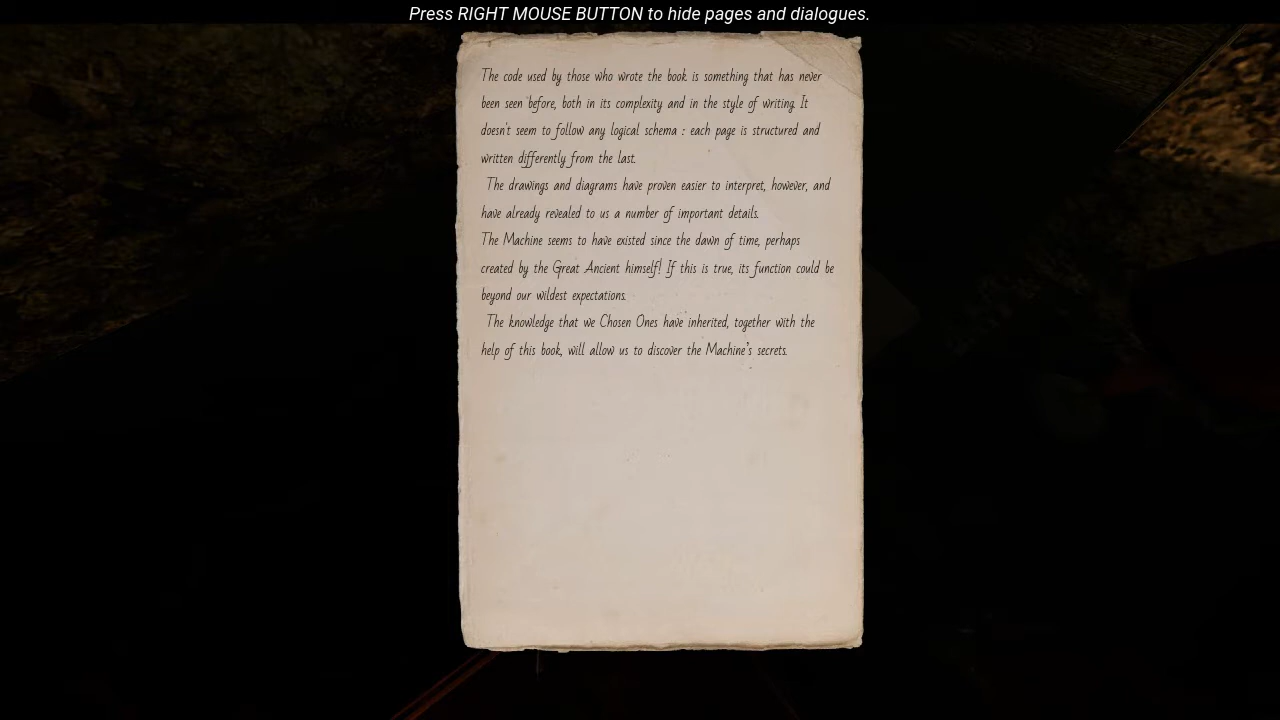 Press RIGHT MOUSE BUTTON to hide pages and dialogues.
The code used by those who wrote the book is something that has never
been seen before, both in its complexity and in the style of writing. It
doesn't seem to follow any logical schema : each page is structured and
written differently from the last.
The drawings and diagrams have proven easier to interpret, however, and
have already revealed to us a number of important details.
The Machine seems to have existed since the dawn of time, perhaps
created by the Great Ancient himself! If this is true, its function could be
beyond our wildest expectations.
The knowledge that we Chosen Ones have inherited, together with the
help of this book, will allow us to discover the Machine's secrets.